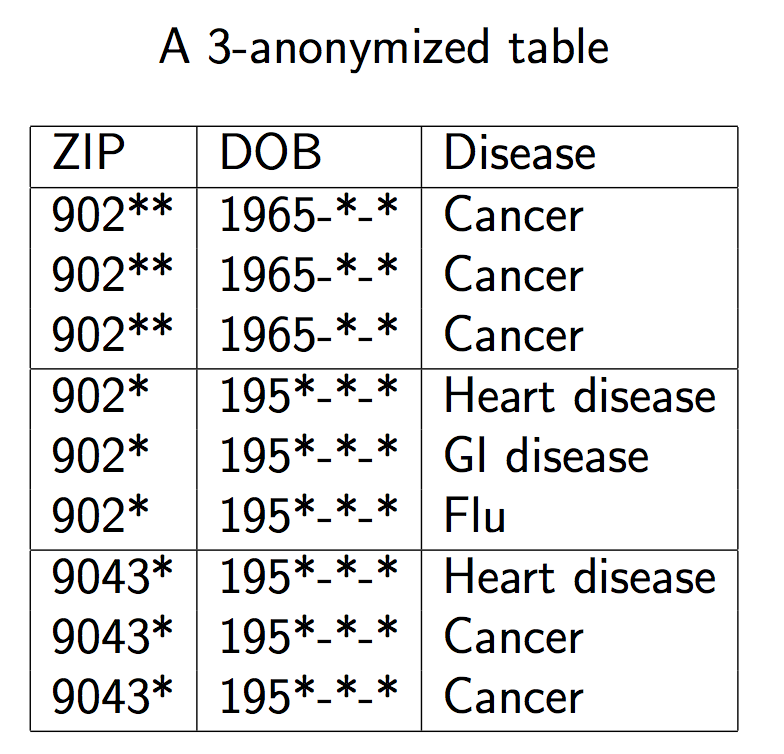 A 3-anonymized table
ZIP DOB Disease
902** 1965-*-* Cancer
902** 1965-*-* Cancer
902** 1965-*-* Cancer
902* 195*-*-* Heart disease
902* 195*-*-* GI disease
902* 195*-*-* Flu
9043* 195*-*-* Heart disease
9043* 195*-*-* Cancer
9043* 195*-*-* Cancer